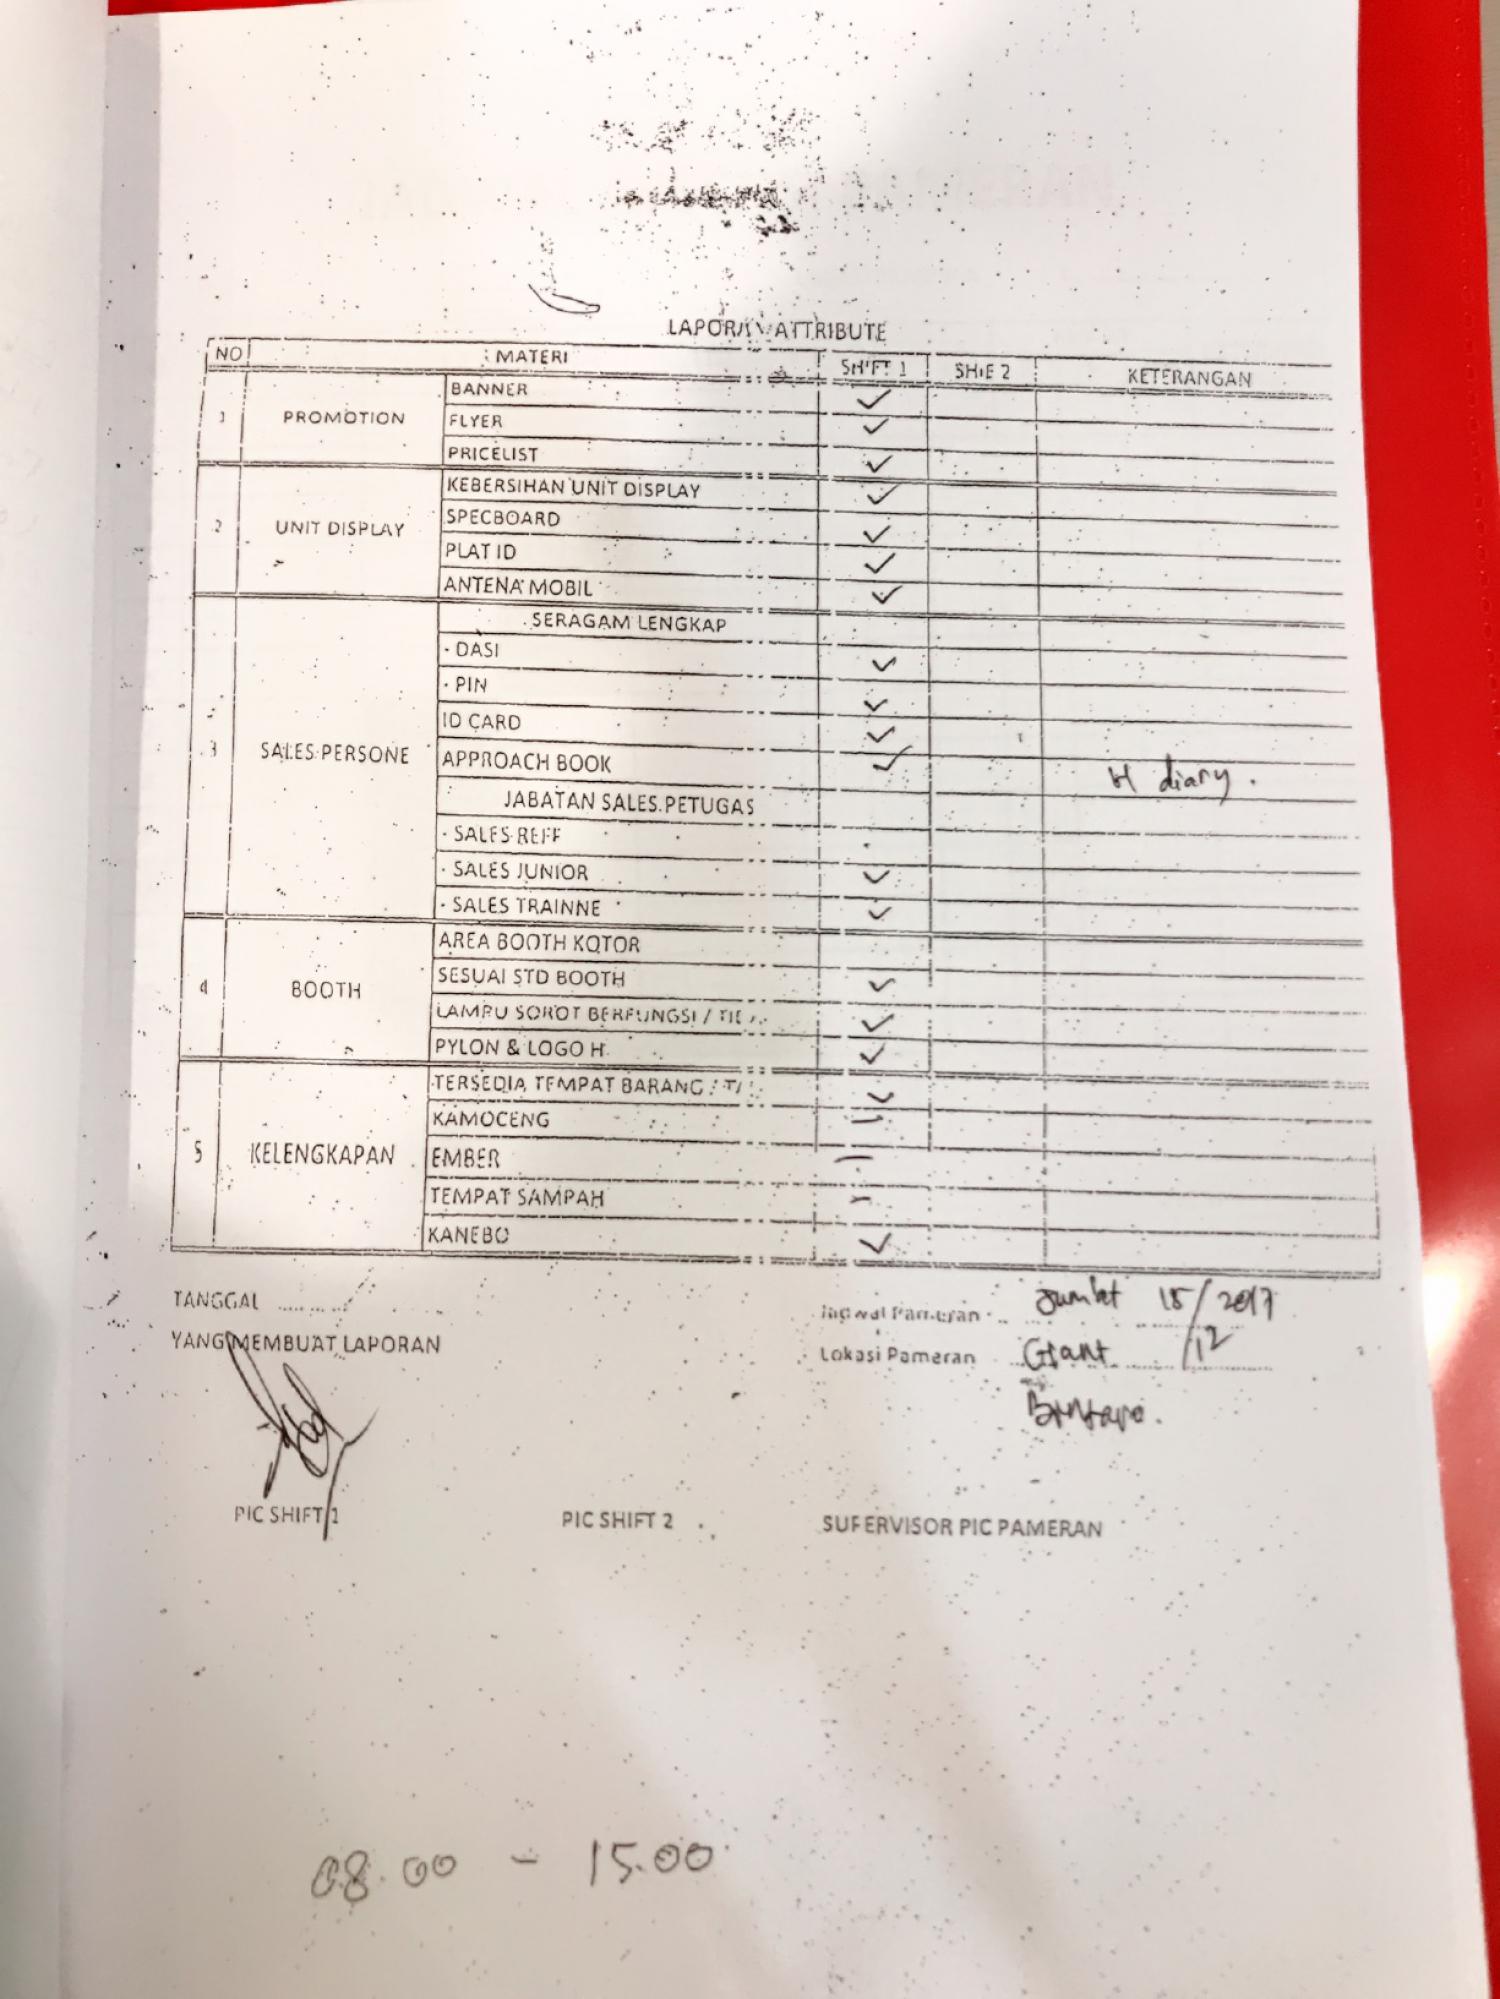 LAPORAN ATTRIBUTE
NO MATERI SHIFT 1 SHIF 2 KETERANGAN
1 PROMOTION BANNER ✓
FLYER ✓
PRICELIST ✓
2 UNIT DISPLAY KEBERSIHAN UNIT DISPLAY ✓
SPECBOARD ✓
PLAT ID ✓
ANTENA MOBIL ✓
3 SALES PERSONE SERAGAM LENGKAP
- DASI ✓
- PIN ✓
ID CARD ✓
APPROACH BOOK ✓ H diary.
JABATAN SALES PETUGAS
- SALES REFF
- SALES JUNIOR ✓
- SALES TRAINNE ✓
4 BOOTH AREA BOOTH KOTOR
SESUAI STD BOOTH ✓
LAMPU SOROT BERFUNGSI / ✓
PYLON & LOGO H ✓
5 KELENGKAPAN TERSEDIA TEMPAT BARANG / ✓
KAMOCENG -
EMBER -
TEMPAT SAMPAH -
KANEBO ✓
TANGGAL ..........
Jadwal Pameran Jumat 15/12 2017
YANG MEMBUAT LAPORAN
Lokasi Pameran Giant
Bintaro.
PIC SHIFT 1 PIC SHIFT 2 SUPERVISOR PIC PAMERAN
08.00 - 15.00